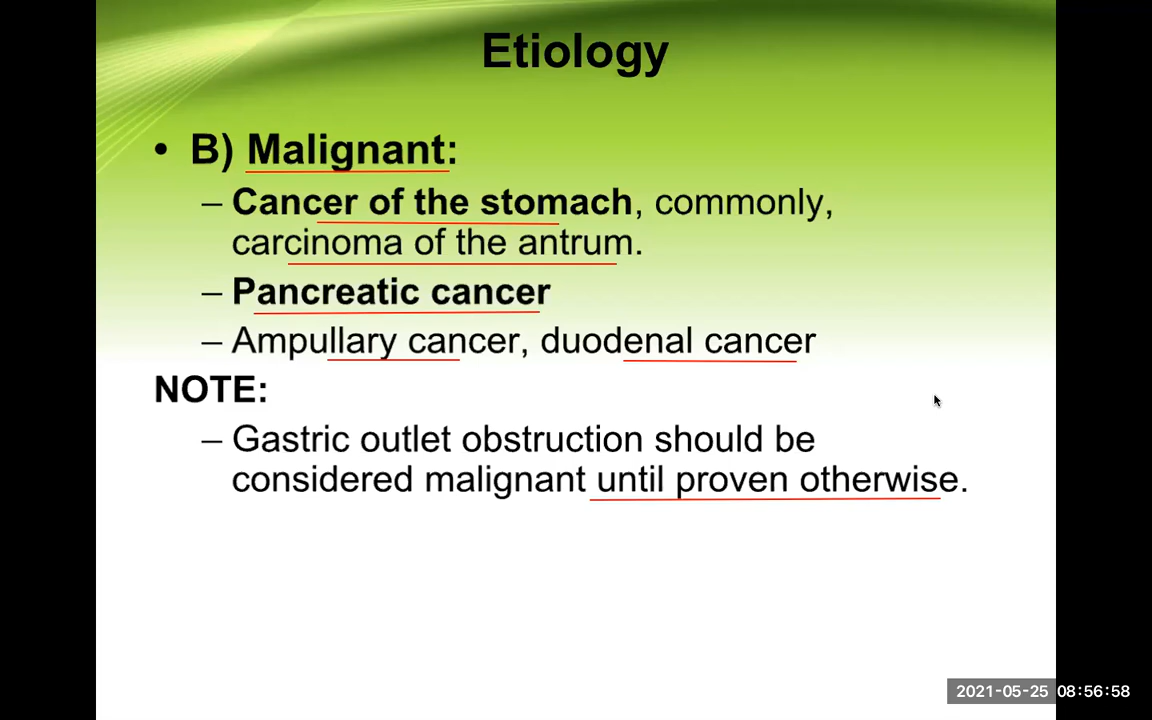 Etiology
• B) Malignant:
– Cancer of the stomach, commonly,
carcinoma of the antrum.
– Pancreatic cancer
– Ampullary cancer, duodenal cancer
NOTE:
– Gastric outlet obstruction should be
considered malignant until proven otherwise.
2021-05-25 08:56:58